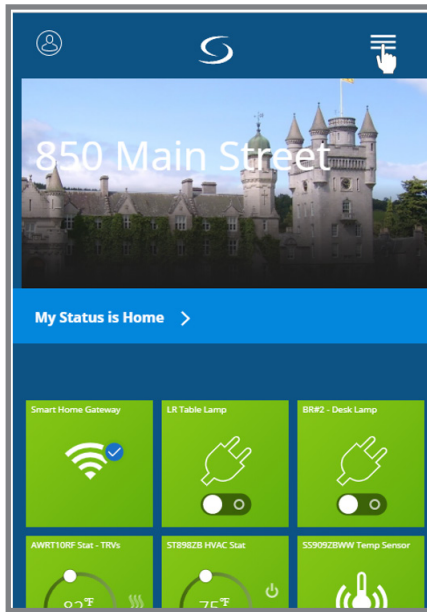 850 Main Street
My Status is Home
Smart Home Gateway
LR Table Lamp
BR#2 - Desk Lamp
AWRT10RF Stat - TRVs
ST898ZB HVAC Stat
SS909ZBWW Temp Sensor
°F
75°F